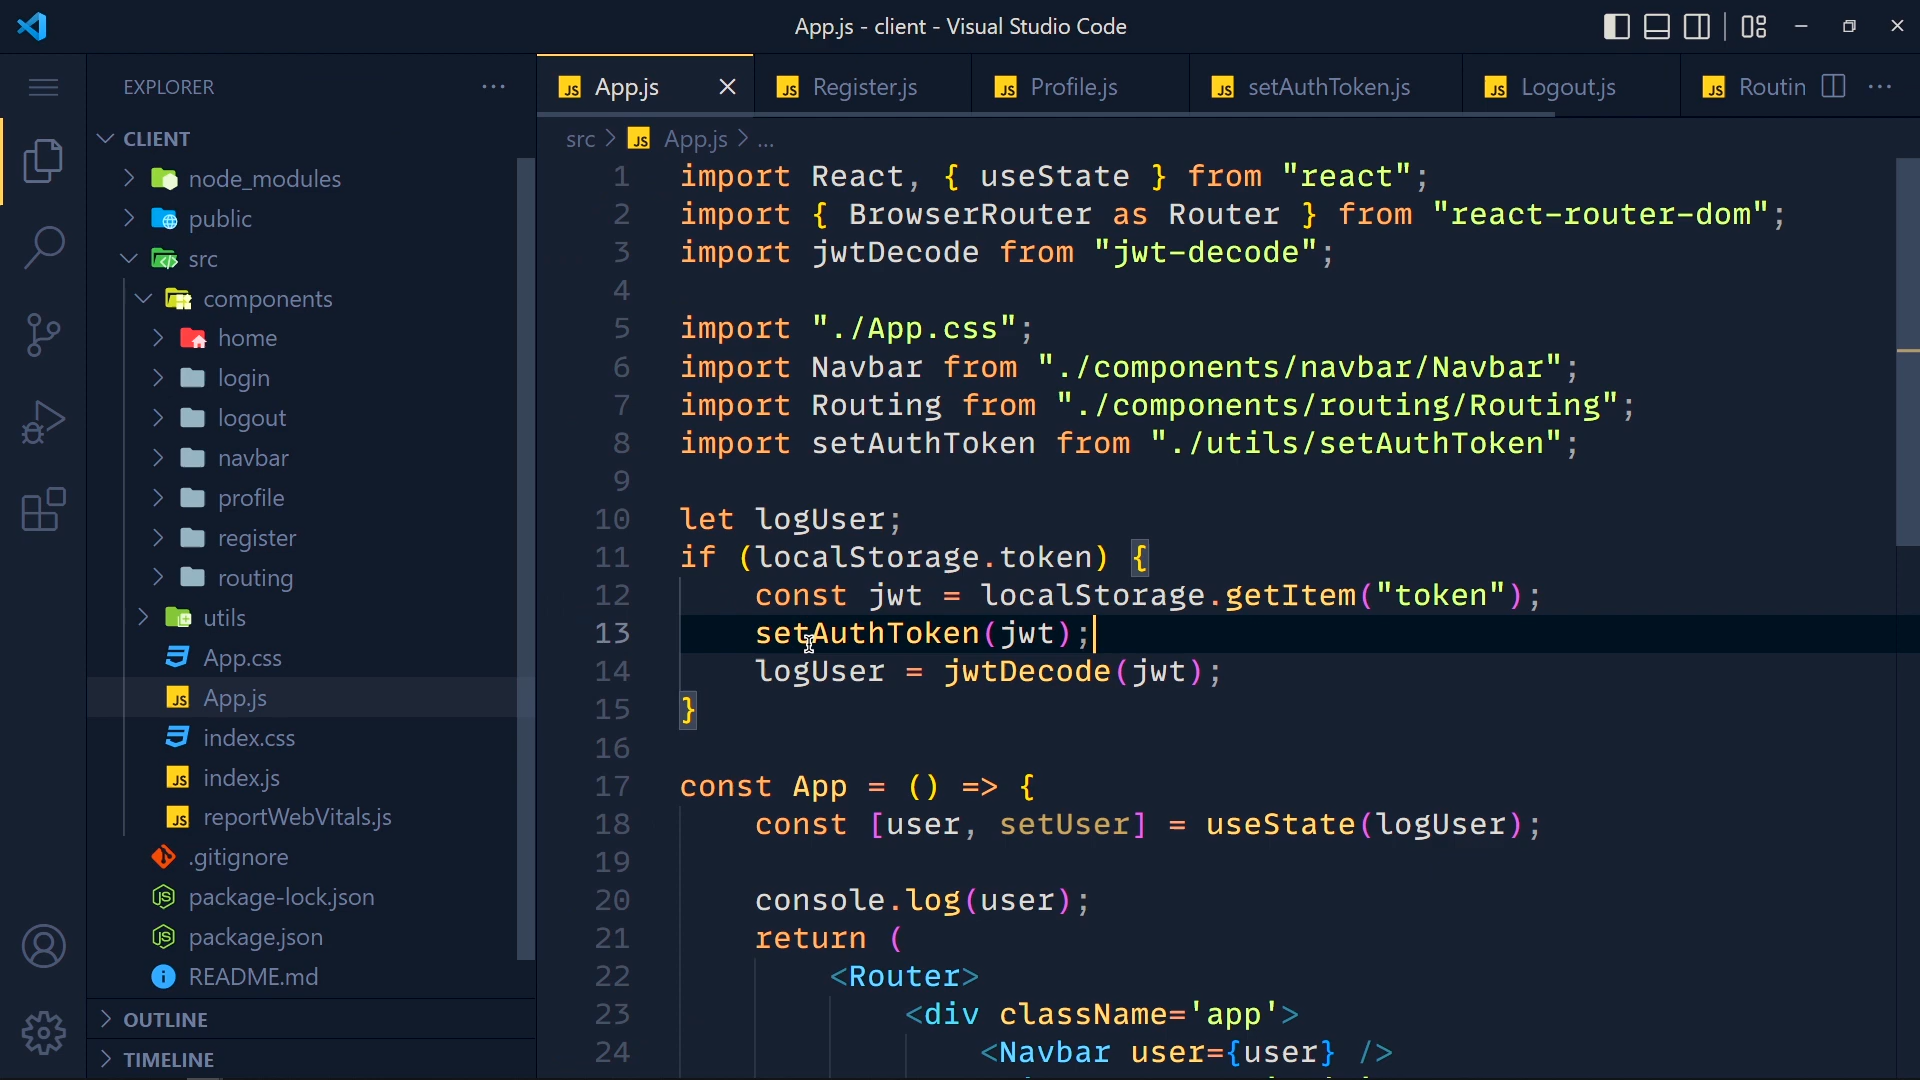 App.js - client - Visual Studio Code
EXPLORER
CLIENT
node_modules
public
src
components
home
login
logout
navbar
profile
register
routing
utils
App.css
App.js
index.css
index.js
reportWebVitals.js
.gitignore
package-lock.json
package.json
README.md
OUTLINE
TIMELINE
App.js Register.js Profile.js setAuthToken.js Logout.js Routin
src > App.js > ...
1 import React, { useState } from "react";
2 import { BrowserRouter as Router } from "react-router-dom";
3 import jwtDecode from "jwt-decode";
4
5 import "./App.css";
6 import Navbar from "./components/navbar/Navbar";
7 import Routing from "./components/routing/Routing";
8 import setAuthToken from "./utils/setAuthToken";
9
10 let logUser;
11 if (localStorage.token) {
12 const jwt = localStorage.getItem("token");
13 setAuthToken(jwt);
14 logUser = jwtDecode(jwt);
15 }
16
17 const App = () => {
18 const [user, setUser] = useState(logUser);
19
20 console.log(user);
21 return (
22 <Router>
23 <div className='app'>
24 <Navbar user={user} />